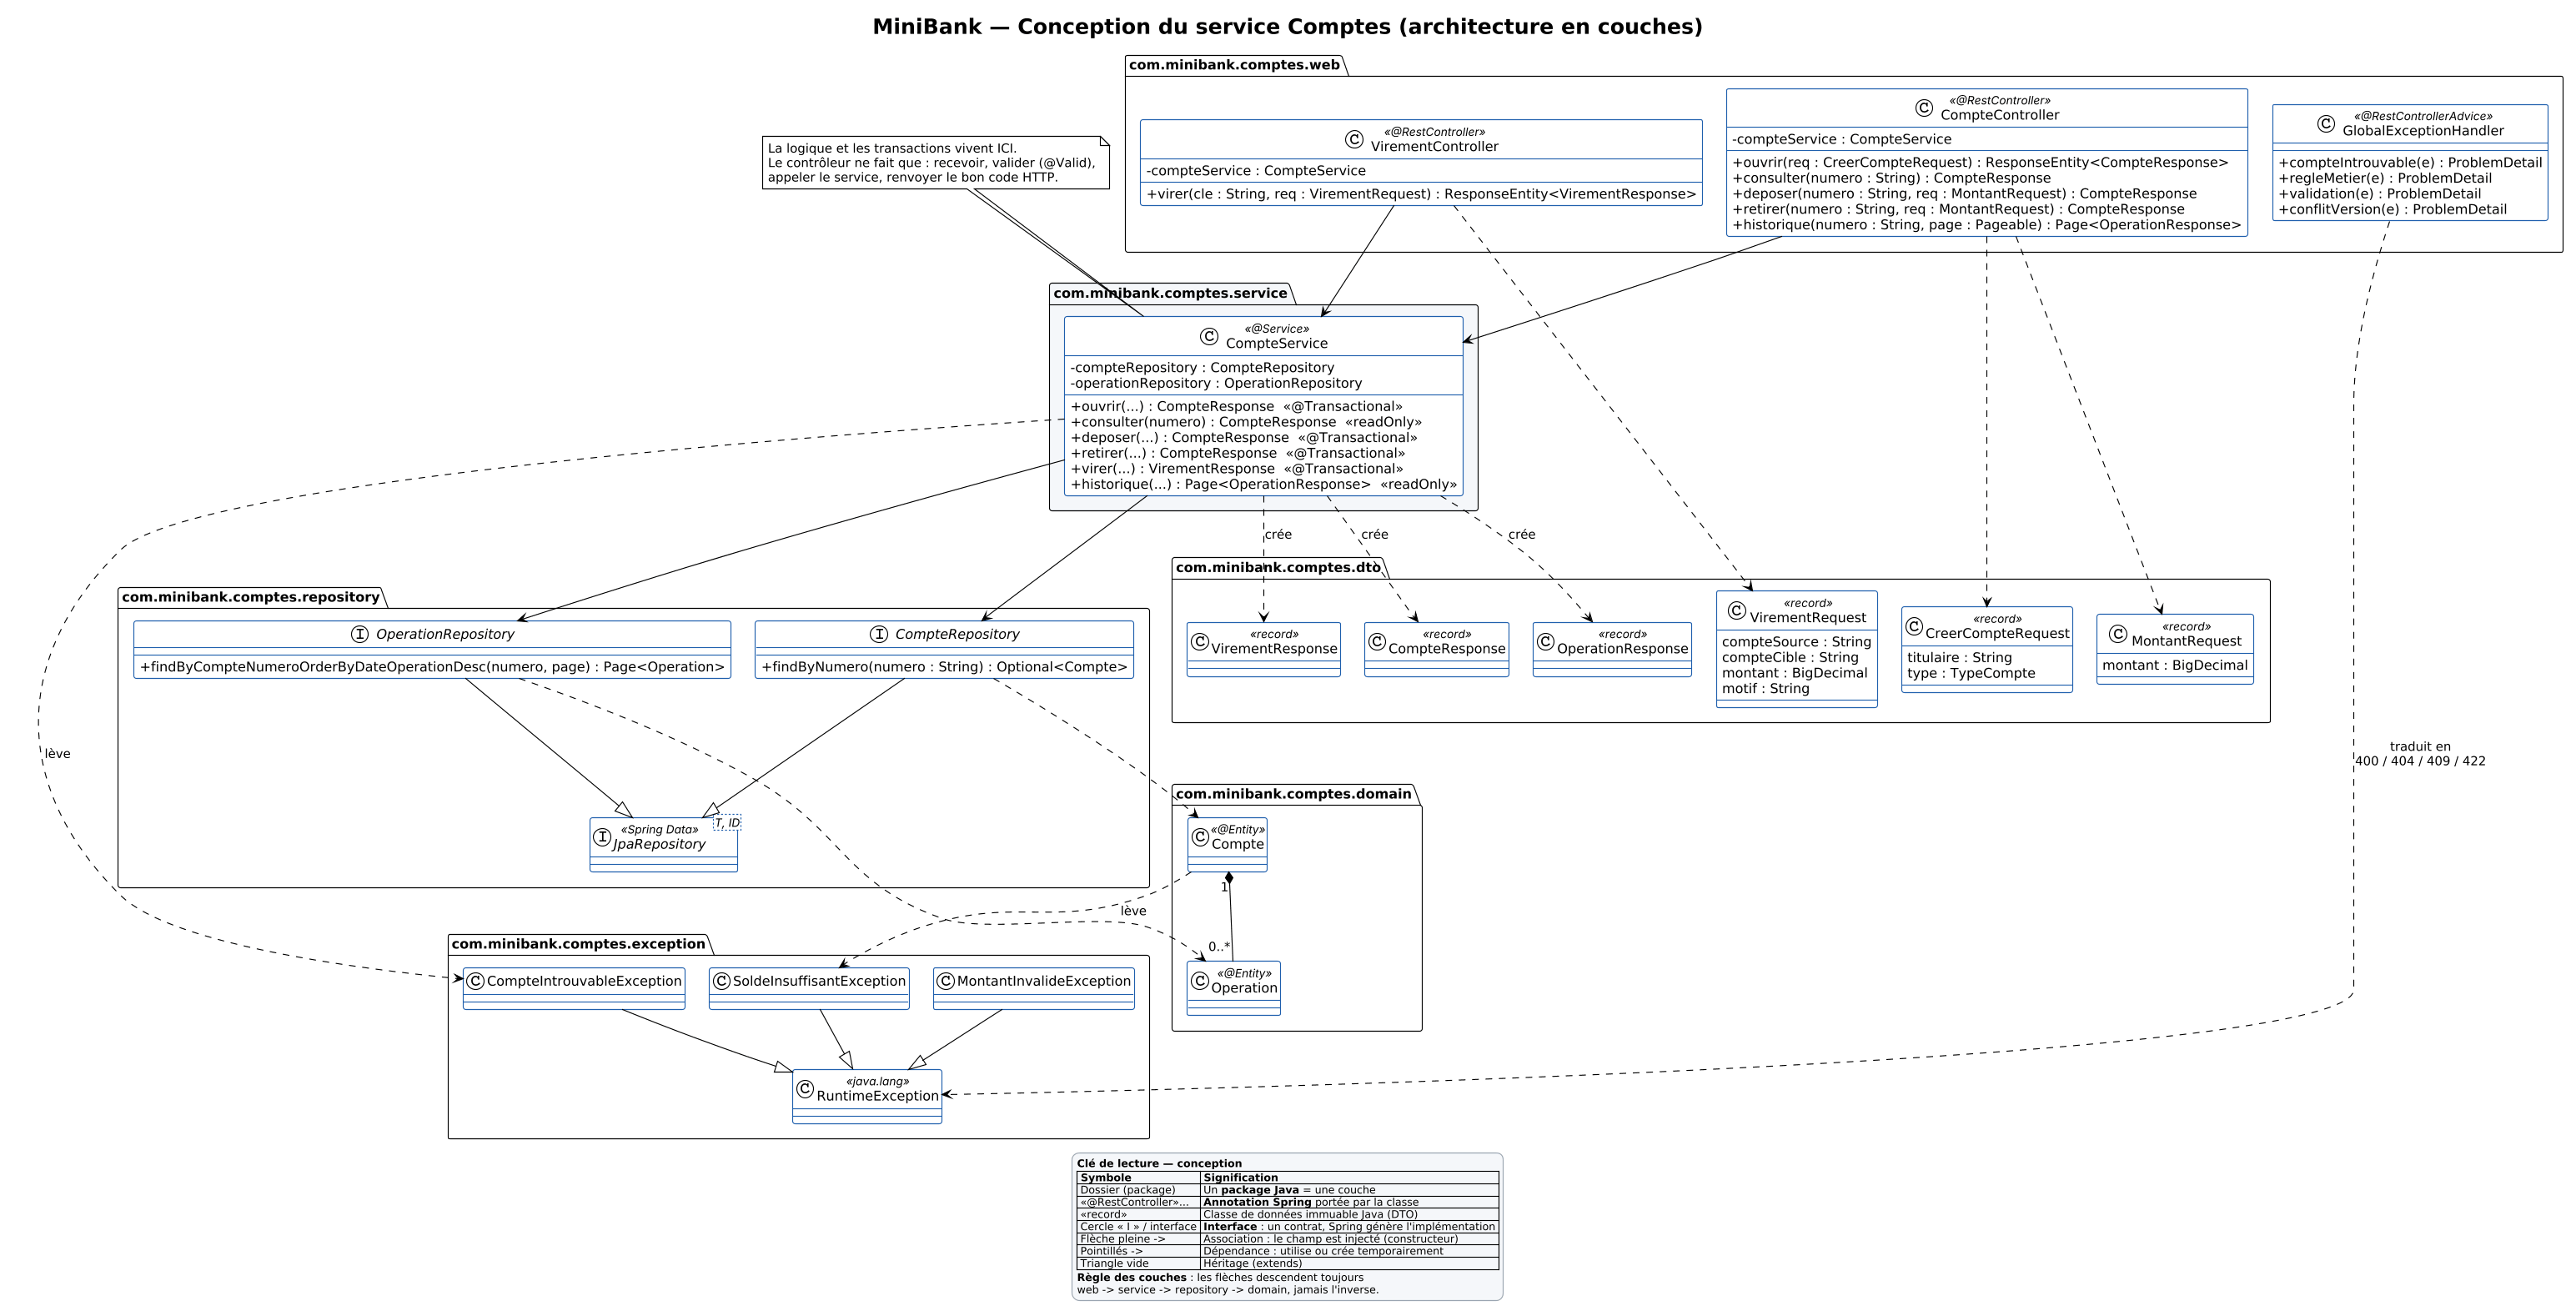 MiniBank — Conception du service Comptes (architecture en couches)
com.minibank.comptes.web
«@RestController»
VirementController
-compteService : CompteService
+virer(cle : String, req : VirementRequest) : ResponseEntity<VirementResponse>
«@RestController»
CompteController
-compteService : CompteService
+ouvrir(req : CreerCompteRequest) : ResponseEntity<CompteResponse>
+consulter(numero : String) : CompteResponse
+deposer(numero : String, req : MontantRequest) : CompteResponse
+retirer(numero : String, req : MontantRequest) : CompteResponse
+historique(numero : String, page : Pageable) : Page<OperationResponse>
«@RestControllerAdvice»
GlobalExceptionHandler
+compteIntrouvable(e) : ProblemDetail
+regleMetier(e) : ProblemDetail
+validation(e) : ProblemDetail
+conflitVersion(e) : ProblemDetail
La logique et les transactions vivent ICI.
Le contrôleur ne fait que : recevoir, valider (@Valid),
appeler le service, renvoyer le bon code HTTP.
com.minibank.comptes.service
«@Service»
CompteService
-compteRepository : CompteRepository
-operationRepository : OperationRepository
+ouvrir(...) : CompteResponse «@Transactional»
+consulter(numero) : CompteResponse «readOnly»
+deposer(...) : CompteResponse «@Transactional»
+retirer(...) : CompteResponse «@Transactional»
+virer(...) : VirementResponse «@Transactional»
+historique(...) : Page<OperationResponse> «readOnly»
crée
crée
crée
com.minibank.comptes.dto
«record»
VirementResponse
«record»
CompteResponse
«record»
OperationResponse
«record»
VirementRequest
compteSource : String
compteCible : String
montant : BigDecimal
motif : String
«record»
CreerCompteRequest
titulaire : String
type : TypeCompte
«record»
MontantRequest
montant : BigDecimal
com.minibank.comptes.repository
OperationRepository
+findByCompteNumeroOrderByDateOperationDesc(numero, page) : Page<Operation>
CompteRepository
+findByNumero(numero : String) : Optional<Compte>
lève
traduit en
400 / 404 / 409 / 422
«Spring Data»
JpaRepository
T, ID
com.minibank.comptes.domain
«@Entity»
Compte
1
0..*
«@Entity»
Operation
lève
com.minibank.comptes.exception
CompteIntrouvableException
SoldeInsuffisantException
MontantInvalideException
«java.lang»
RuntimeException
Clé de lecture — conception
Symbole Signification
Dossier (package) Un package Java = une couche
«@RestController»... Annotation Spring portée par la classe
«record» Classe de données immuable Java (DTO)
Cercle « I » / interface Interface : un contrat, Spring génère l'implémentation
Flèche pleine -> Association : le champ est injecté (constructeur)
Pointillés -> Dépendance : utilise ou crée temporairement
Triangle vide Héritage (extends)
Règle des couches : les flèches descendent toujours
web -> service -> repository -> domain, jamais l'inverse.